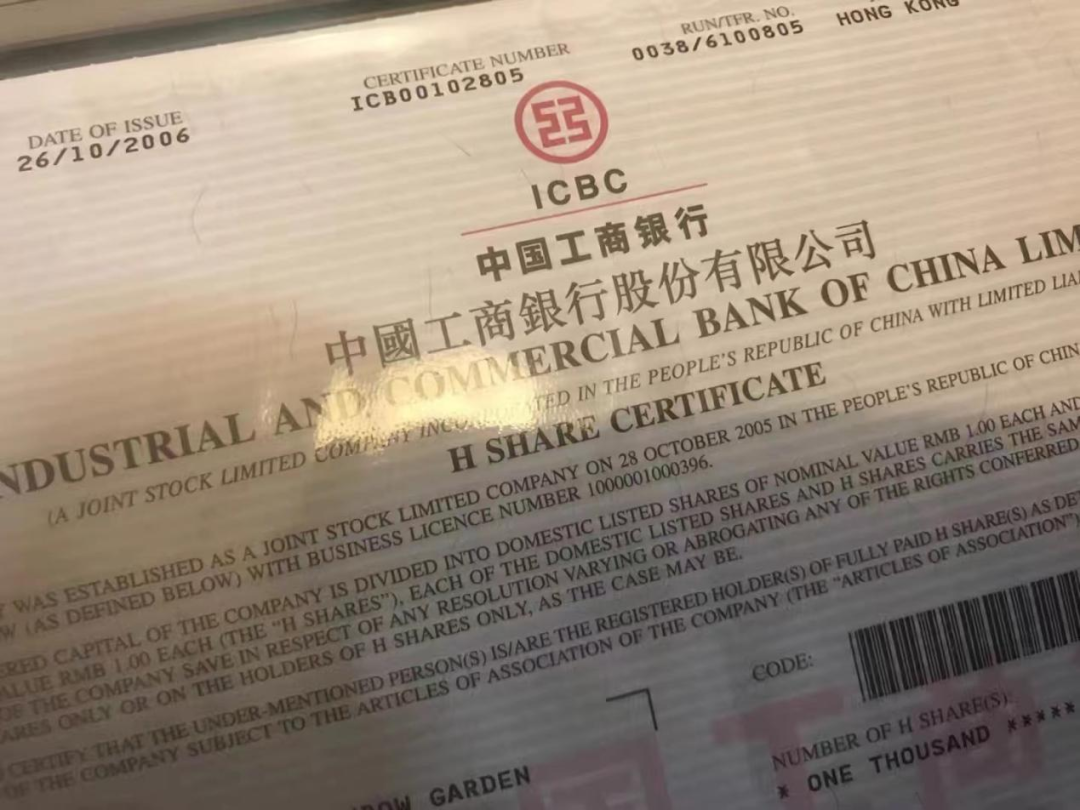 DATE OF ISSUE
26/10/2006
CERTIFICATE NUMBER
ICB00102805
RUN/TFR. NO.
0038/6100805
HONG KONG
ICBC
中国工商银行
中國工商銀行股份有限公司
INDUSTRIAL AND COMMERCIAL BANK OF CHINA LIM
(A JOINT STOCK LIMITED COMPANY INCORPORATED IN THE PEOPLE'S REPUBLIC OF CHINA WITH LIMITED LIA
H SHARE CERTIFICATE
Y WAS ESTABLISHED AS A JOINT STOCK LIMITED COMPANY ON 28 OCTOBER 2005 IN THE PEOPLE'S REPUBLIC OF CHIN
W (AS DEFINED BELOW) WITH BUSINESS LICENCE NUMBER 1000001000396.
ERED CAPITAL OF THE COMPANY IS DIVIDED INTO DOMESTIC LISTED SHARES OF NOMINAL VALUE RMB 1.00 EACH AND
ALUE RMB 1.00 EACH (THE "H SHARES"), EACH OF THE DOMESTIC LISTED SHARES AND H SHARES CARRIES THE SAM
OF THE COMPANY SAVE IN RESPECT OF ANY RESOLUTION VARYING OR ABROGATING ANY OF THE RIGHTS CONFERRED
ARES ONLY OR ON THE HOLDERS OF H SHARES ONLY, AS THE CASE MAY BE.
CERTIFY THAT THE UNDER-MENTIONED PERSON(S) IS/ARE THE REGISTERED HOLDER(S) OF FULLY PAID H SHARE(S) AS DET
OF THE COMPANY SUBJECT TO THE ARTICLES OF ASSOCIATION OF THE COMPANY (THE "ARTICLES OF ASSOCIATION")
CODE:
NUMBER OF H SHARE(S):
* ONE THOUSAND *****
GARDEN